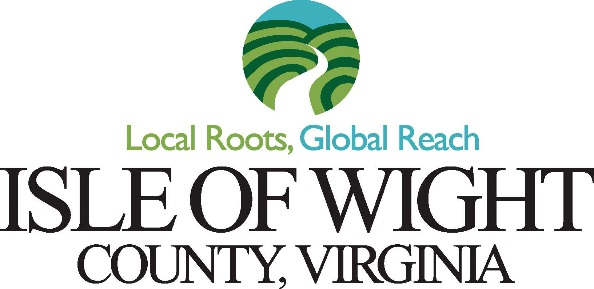 Local Roots, Global Reach
ISLE OF WIGHT
COUNTY, VIRGINIA